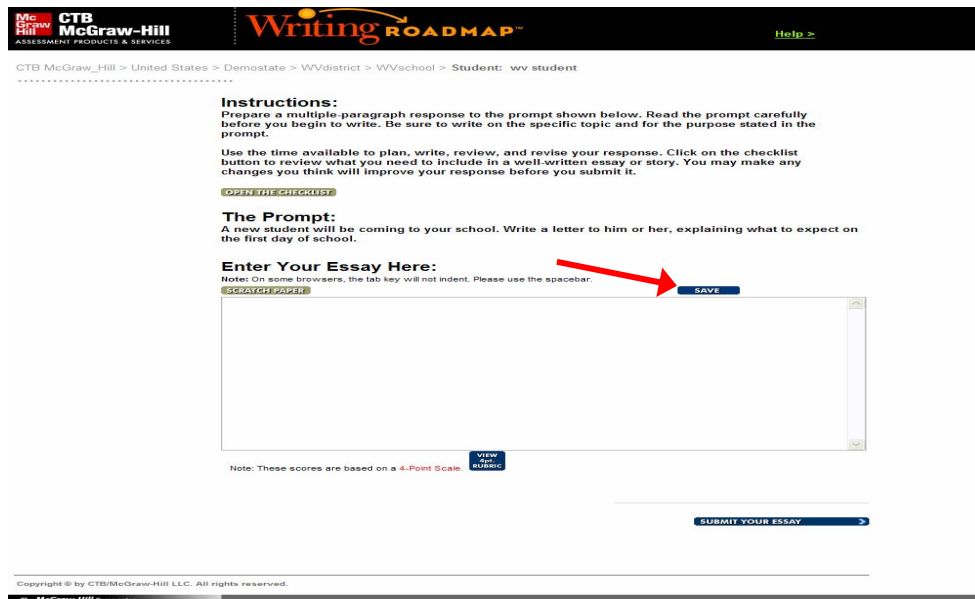 Mc Graw Hill CTB McGraw-Hill
ASSESSMENT PRODUCTS & SERVICES
Writing ROADMAP™
Help >
CTB McGraw_Hill > United States > Demostate > WVdistrict > WVschool > Student: wv student
Instructions:
Prepare a multiple-paragraph response to the prompt shown below. Read the prompt carefully
before you begin to write. Be sure to write on the specific topic and for the purpose stated in the
prompt.
Use the time available to plan, write, review, and revise your response. Click on the checklist
button to review what you need to include in a well-written essay or story. You may make any
changes you think will improve your response before you submit it.
OPEN THE CHECKLIST
The Prompt:
A new student will be coming to your school. Write a letter to him or her, explaining what to expect on
the first day of school.
Enter Your Essay Here:
Note: On some browsers, the tab key will not indent. Please use the spacebar.
SCRATCH PAPER SAVE
Note: These scores are based on a 4-Point Scale. VIEW 4pt. RUBRIC
SUBMIT YOUR ESSAY
Copyright © by CTB/McGraw-Hill LLC. All rights reserved.